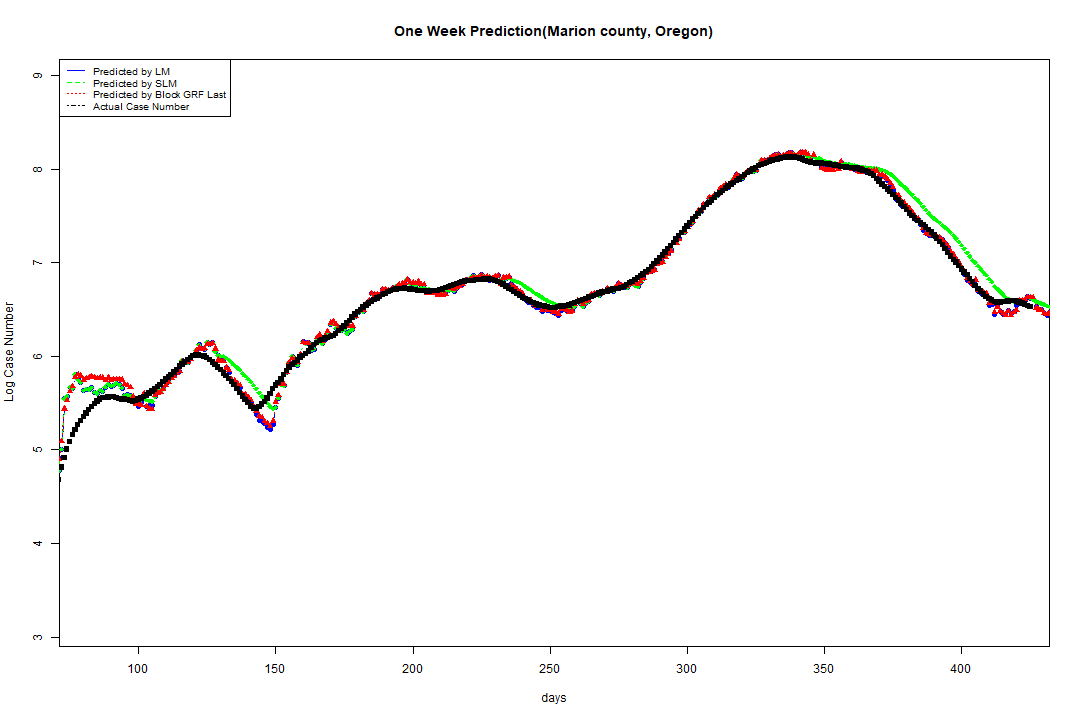 One Week Prediction(Marion county, Oregon)
Predicted by LM
Predicted by SLM
Predicted by Block GRF Last
Actual Case Number
9
8
7
6
5
4
3
Log Case Number
100 150 200 250 300 350 400
days